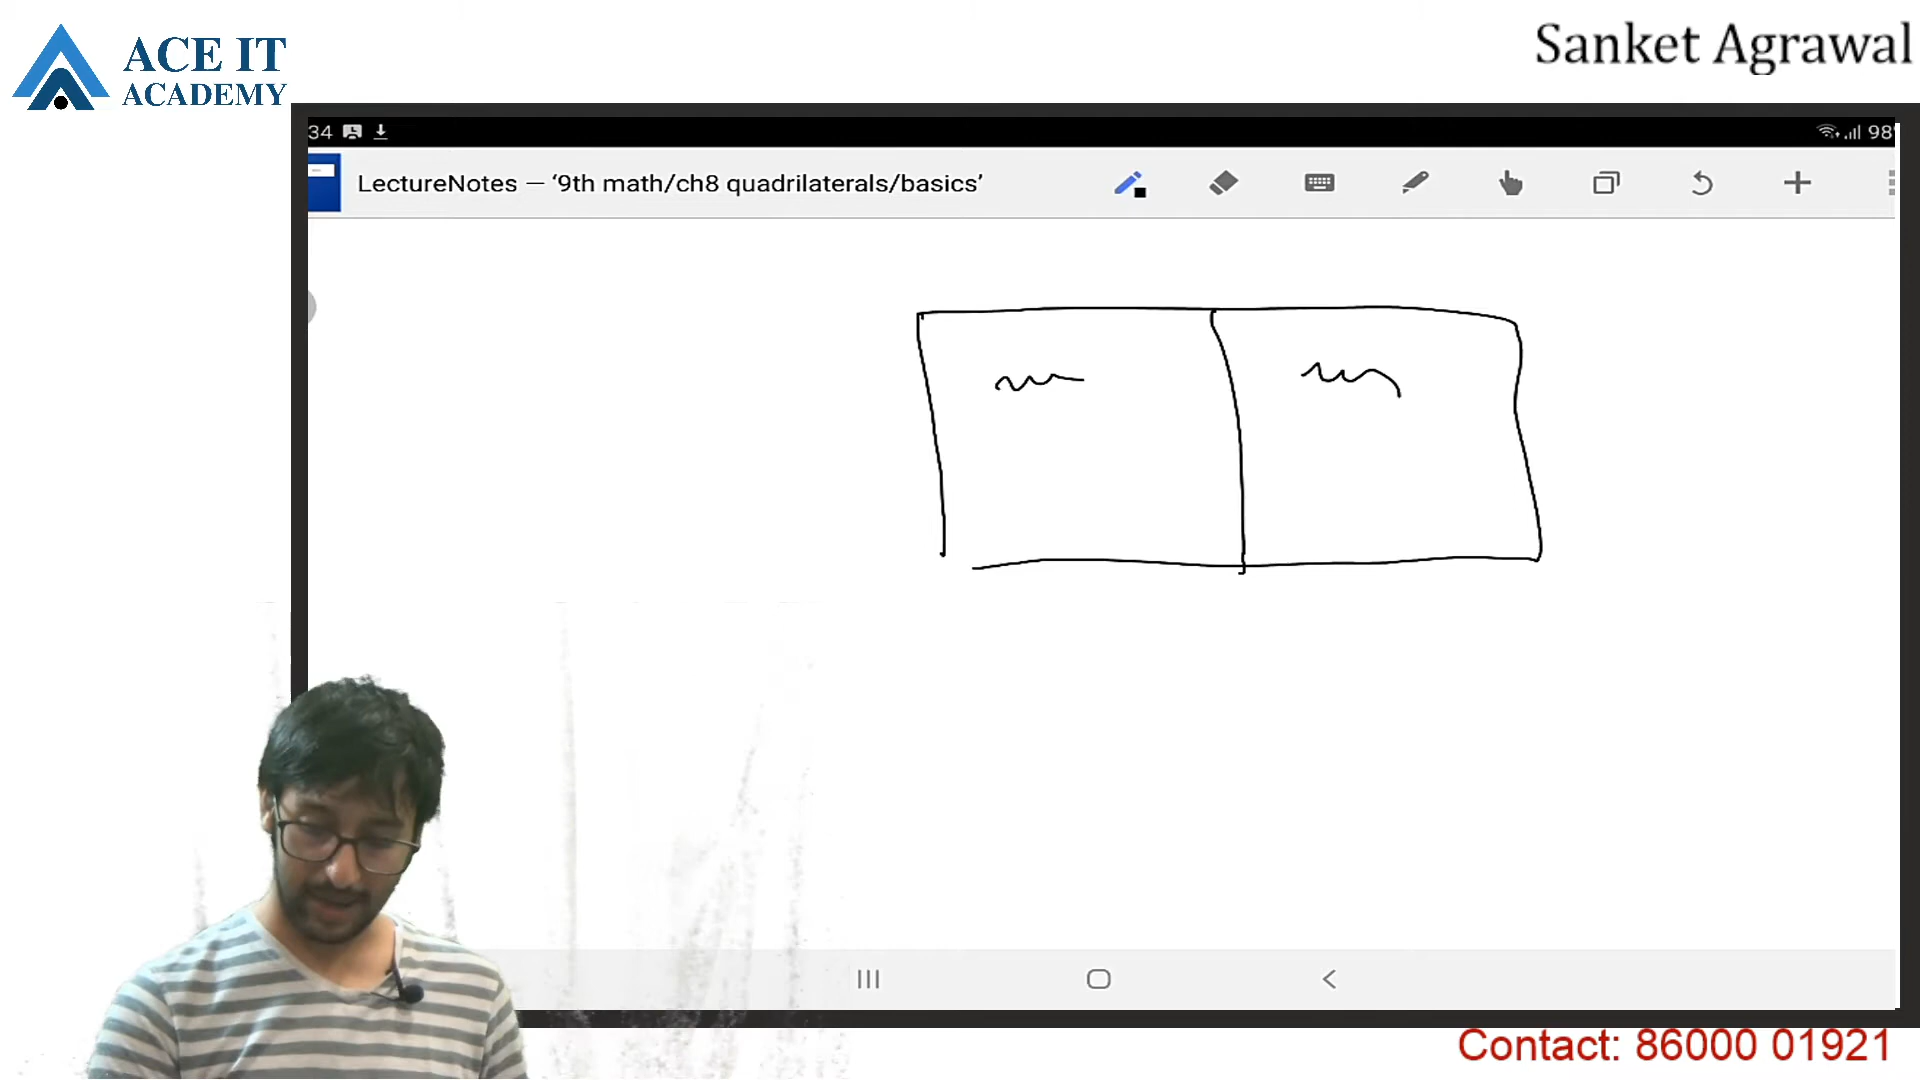 ACE IT
ACADEMY
Sanket Agrawal
34
98
LectureNotes — ‘9th math/ch8 quadrilaterals/basics’
Contact: 86000 01921